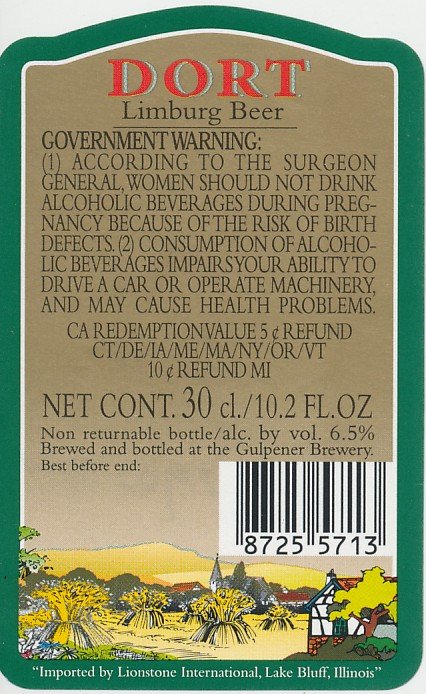 DORT
Limburg Beer
GOVERNMENT WARNING:
(1) ACCORDING TO THE SURGEON
GENERAL, WOMEN SHOULD NOT DRINK
ALCOHOLIC BEVERAGES DURING PREG-
NANCY BECAUSE OF THE RISK OF BIRTH
DEFECTS. (2) CONSUMPTION OF ALCOHO-
LIC BEVERAGES IMPAIRS YOUR ABILITY TO
DRIVE A CAR OR OPERATE MACHINERY,
AND MAY CAUSE HEALTH PROBLEMS.
CA REDEMPTION VALUE 5 ¢ REFUND
CT/DE/IA/ME/MA/NY/OR/VT
10 ¢ REFUND MI
NET CONT. 30 cl./10.2 FL.OZ
Non returnable bottle/alc. by vol. 6.5%
Brewed and bottled at the Gulpener Brewery.
Best before end:
8725 5713
"Imported by Lionstone International, Lake Bluff, Illinois"